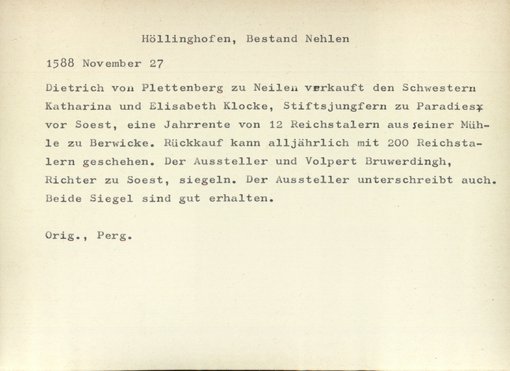 Höllinghofen, Bestand Nehlen
1588 November 27
Dietrich von Plettenberg zu Neilen verkauft den Schwestern
Katharina und Elisabeth Klocke, Stiftsjungfern zu Paradies
vor Soest, eine Jahrrente von 12 Reichstalern aus seiner Müh-
le zu Berwicke. Rückkauf kann alljährlich mit 200 Reichsta-
lern geschehen. Der Aussteller und Volpert Bruwerdingh,
Richter zu Soest, siegeln. Der Aussteller unterschreibt auch.
Beide Siegel sind gut erhalten.
Orig., Perg.